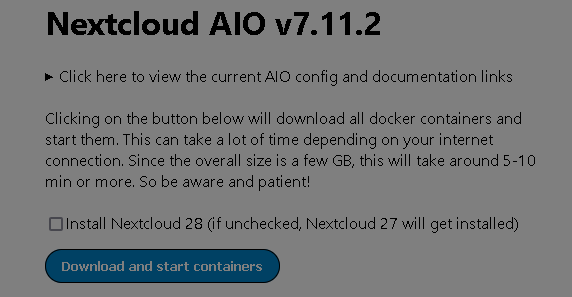 Nextcloud AIO v7.11.2
Click here to view the current AIO config and documentation links
Clicking on the button below will download all docker containers and
start them. This can take a lot of time depending on your internet
connection. Since the overall size is a few GB, this will take around 5-10
min or more. So be aware and patient!
Install Nextcloud 28 (if unchecked, Nextcloud 27 will get installed)
Download and start containers